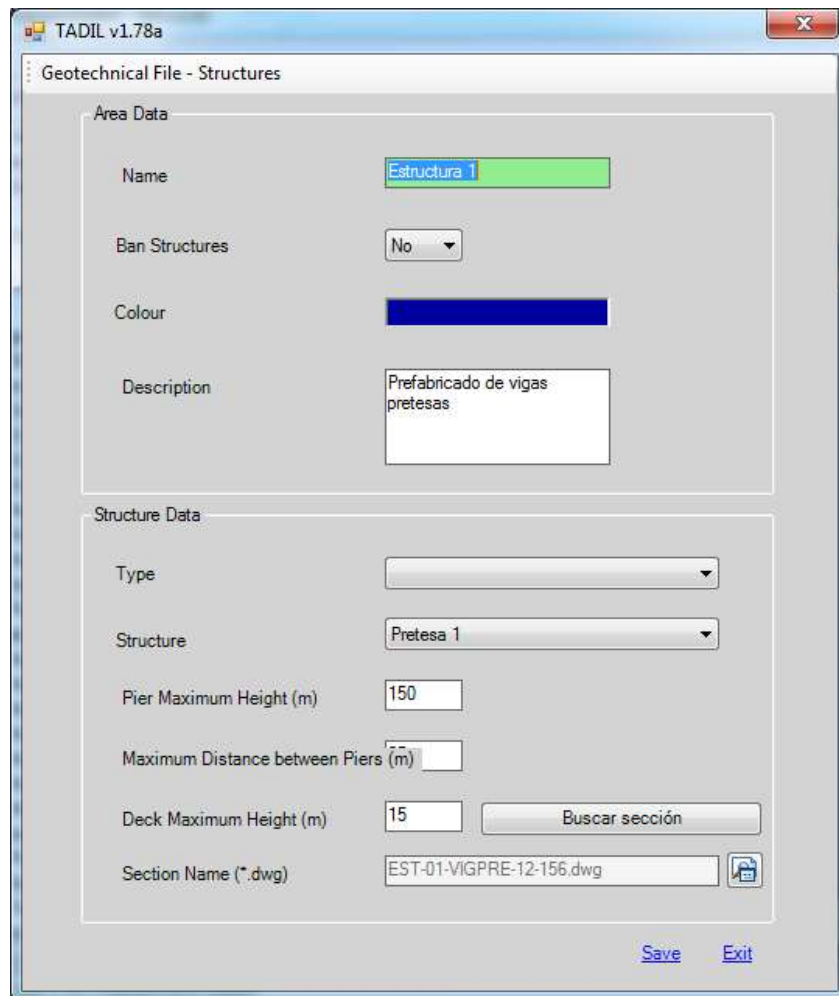 TADIL v1.78a
Geotechnical File - Structures
Area Data
Name
Estructura 1
Ban Structures
No
Colour
Description
Prefabricado de vigas
pretesas
Structure Data
Type
Structure
Pretesa 1
Pier Maximum Height (m)
150
Maximum Distance between Piers (m)
Deck Maximum Height (m)
15
Buscar sección
Section Name (*.dwg)
EST-01-VIGPRE-12-156.dwg
Save
Exit